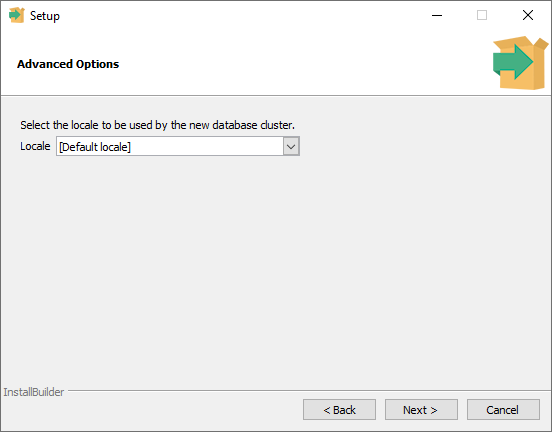 Setup
Advanced Options
Select the locale to be used by the new database cluster.
Locale [Default locale]
InstallBuilder
< Back Next > Cancel